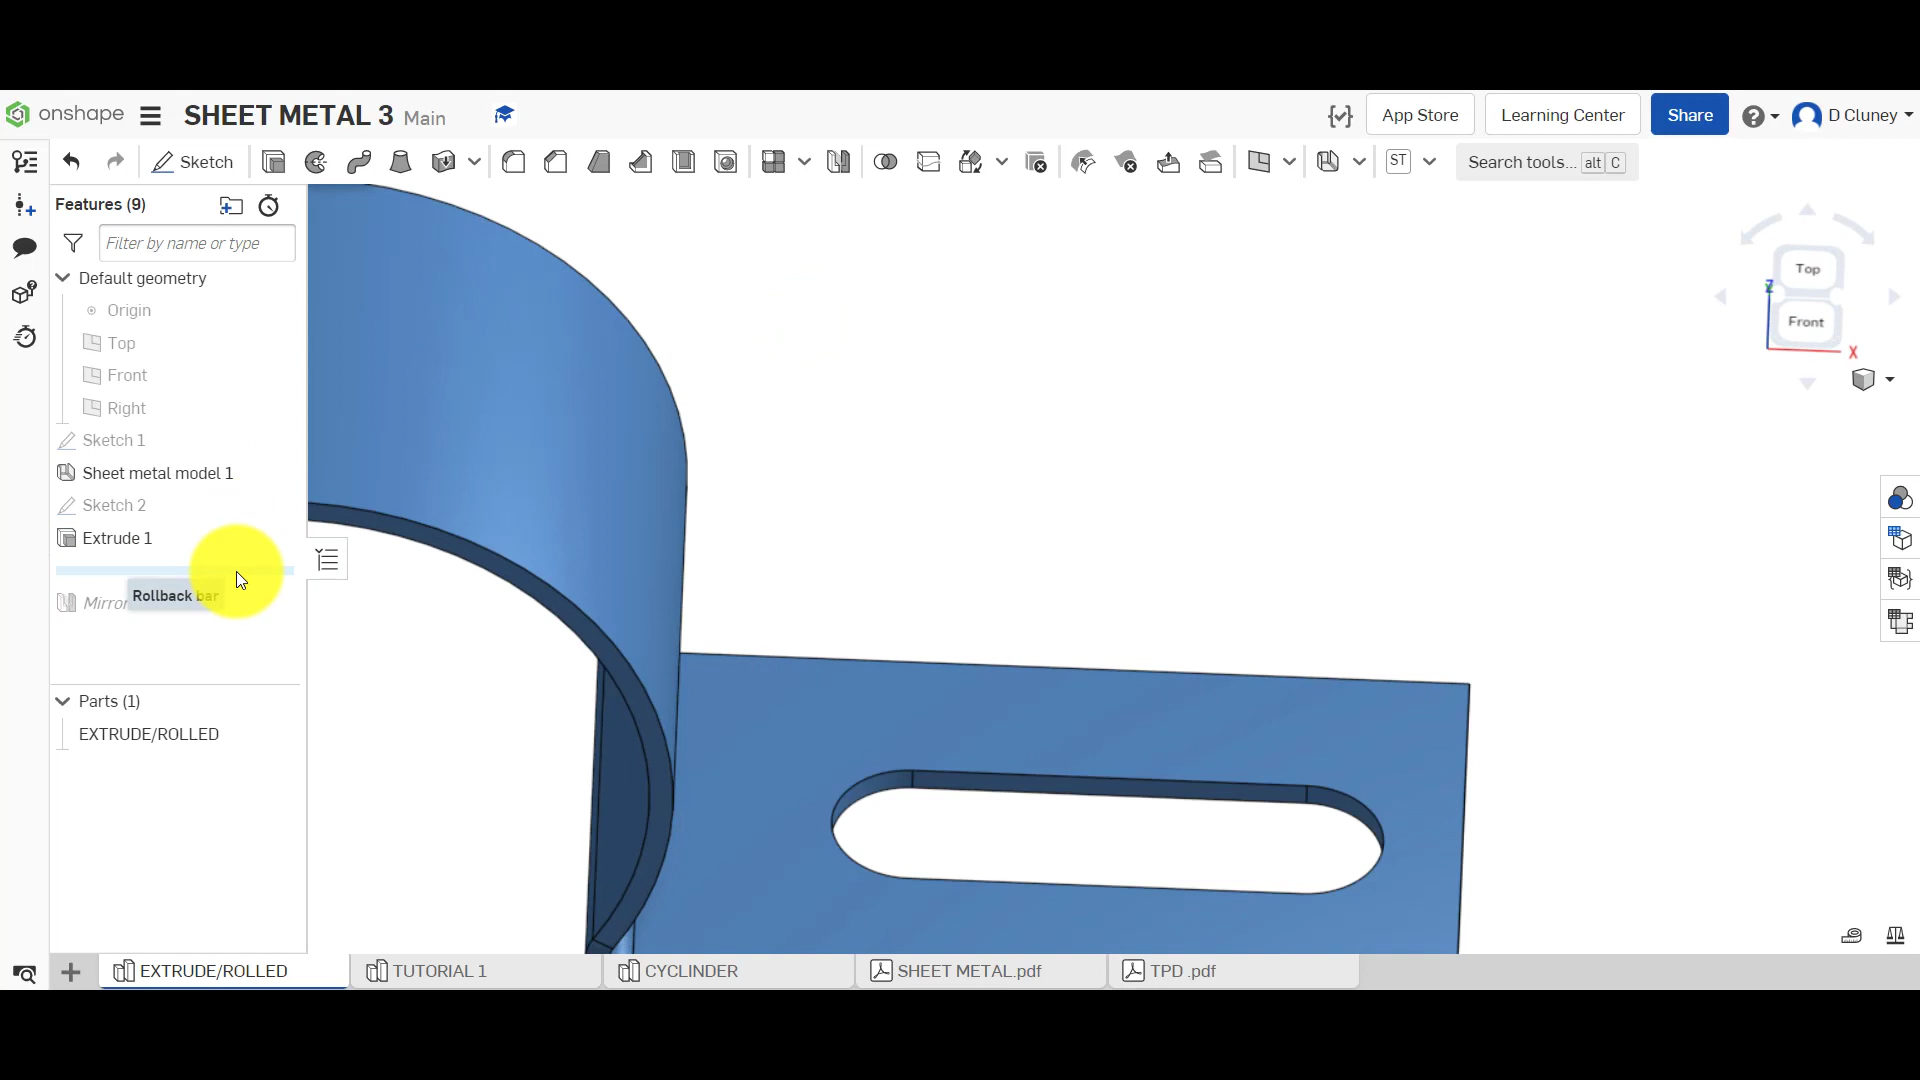 onshape SHEET METAL 3 Main App Store Learning Center Share D Cluney
Sketch ST Search tools... alt C
Features (9)
Filter by name or type
Default geometry
Origin
Top
Front
Right
Sketch 1
Sheet metal model 1
Sketch 2
Extrude 1
Rollback bar
Parts (1)
EXTRUDE/ROLLED
Top
Z
Front
X
EXTRUDE/ROLLED TUTORIAL 1 CYCLINDER SHEET METAL.pdf TPD .pdf